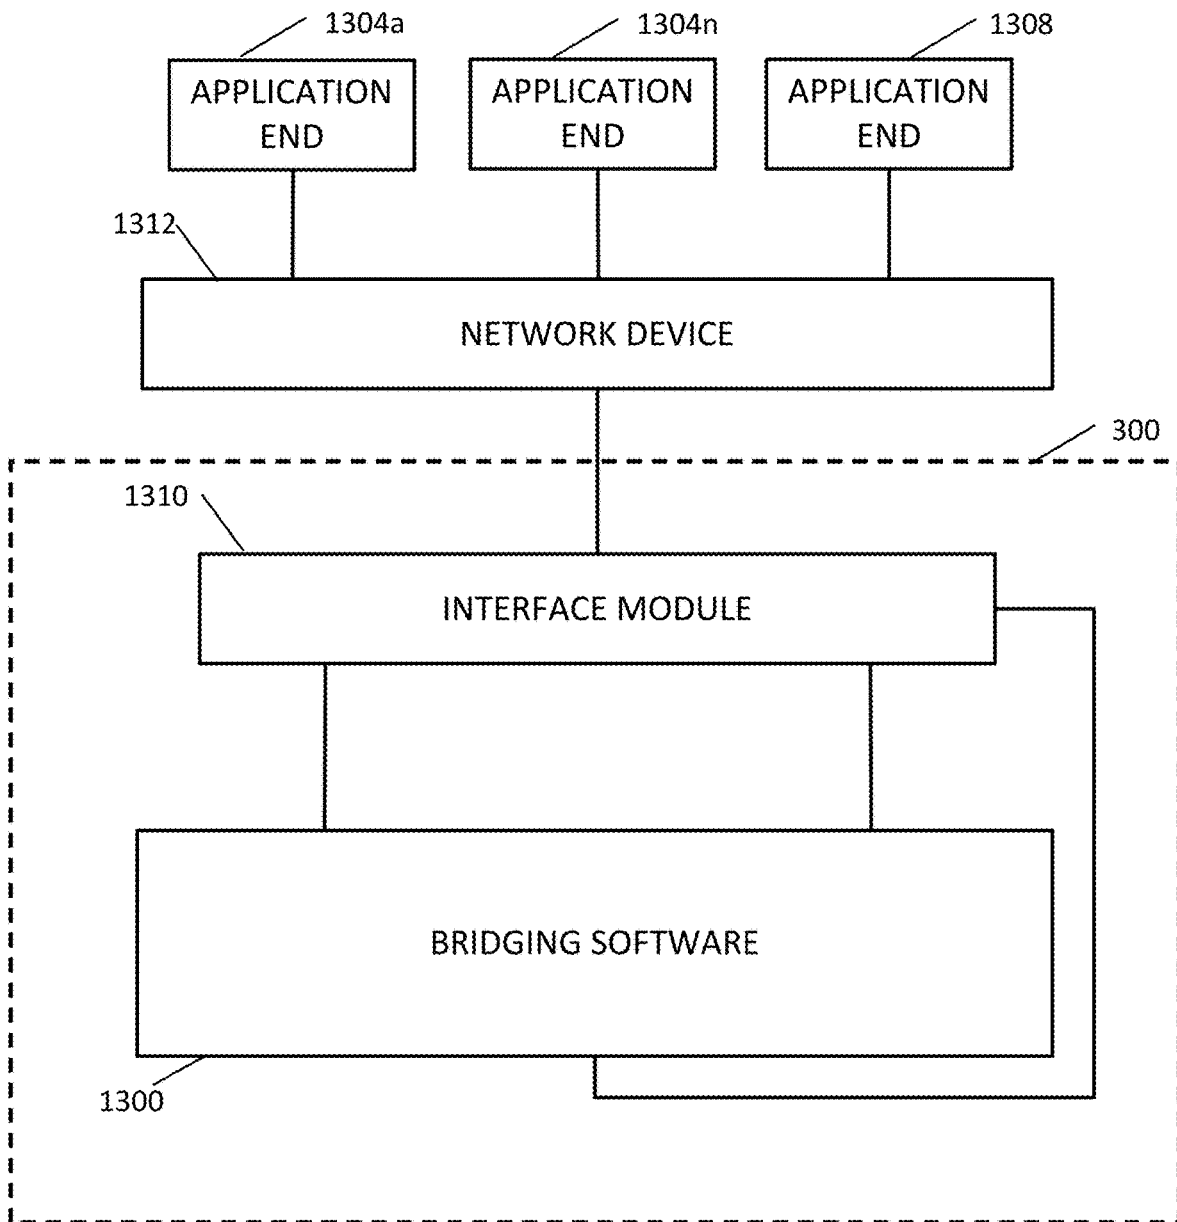 1304a
1304n
1308
APPLICATION
END
APPLICATION
END
APPLICATION
END
1312
NETWORK DEVICE
300
1310
INTERFACE MODULE
BRIDGING SOFTWARE
1300